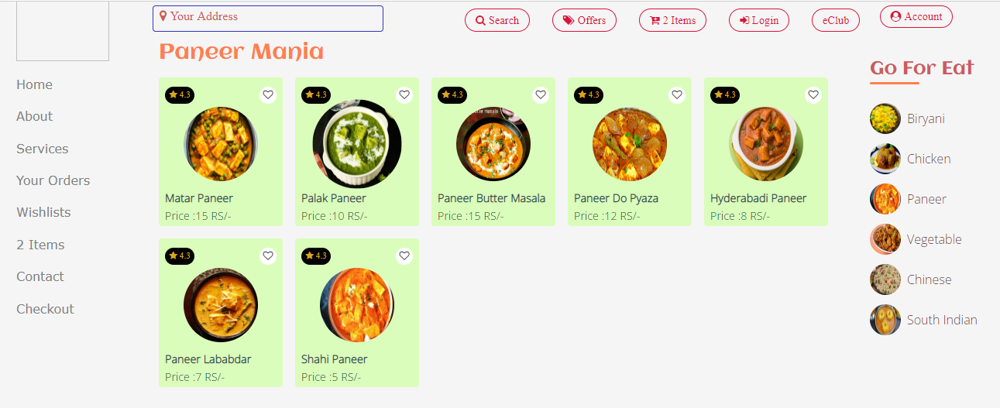 Your Address
Search
Offers
2 Items
Login
eClub
Account
Home
About
Services
Your Orders
Wishlists
2 Items
Contact
Checkout
Paneer Mania
4.3
4.3
4.3
4.3
4.3
Matar Paneer
Price :15 RS/-
Palak Paneer
Price :10 RS/-
Paneer Butter Masala
Price :15 RS/-
Paneer Do Pyaza
Price :12 RS/-
Hyderabadi Paneer
Price :8 RS/-
4.3
4.3
Paneer Lababdar
Price :7 RS/-
Shahi Paneer
Price :5 RS/-
Go For Eat
Biryani
Chicken
Paneer
Vegetable
Chinese
South Indian